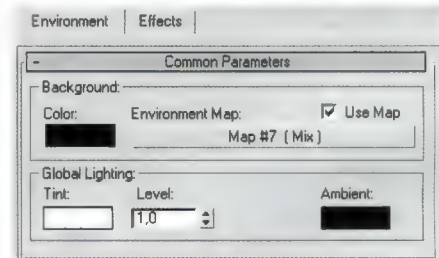 Environment Effects
- Common Parameters
Background:
Color: Environment Map: Use Map
Map #7 ( Mix )
Global Lighting:
Tint: Level: Ambient:
1,0